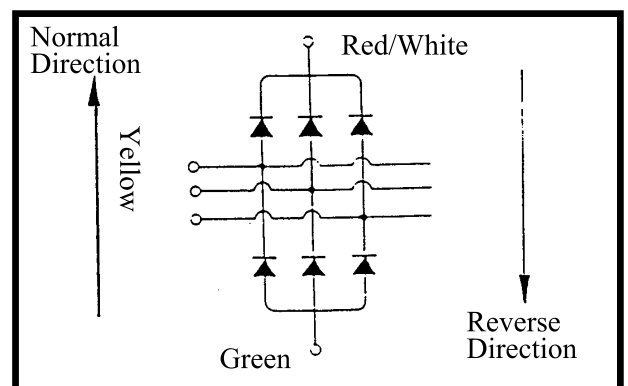 Normal
Direction
Red/White
Yellow
Green
Reverse
Direction